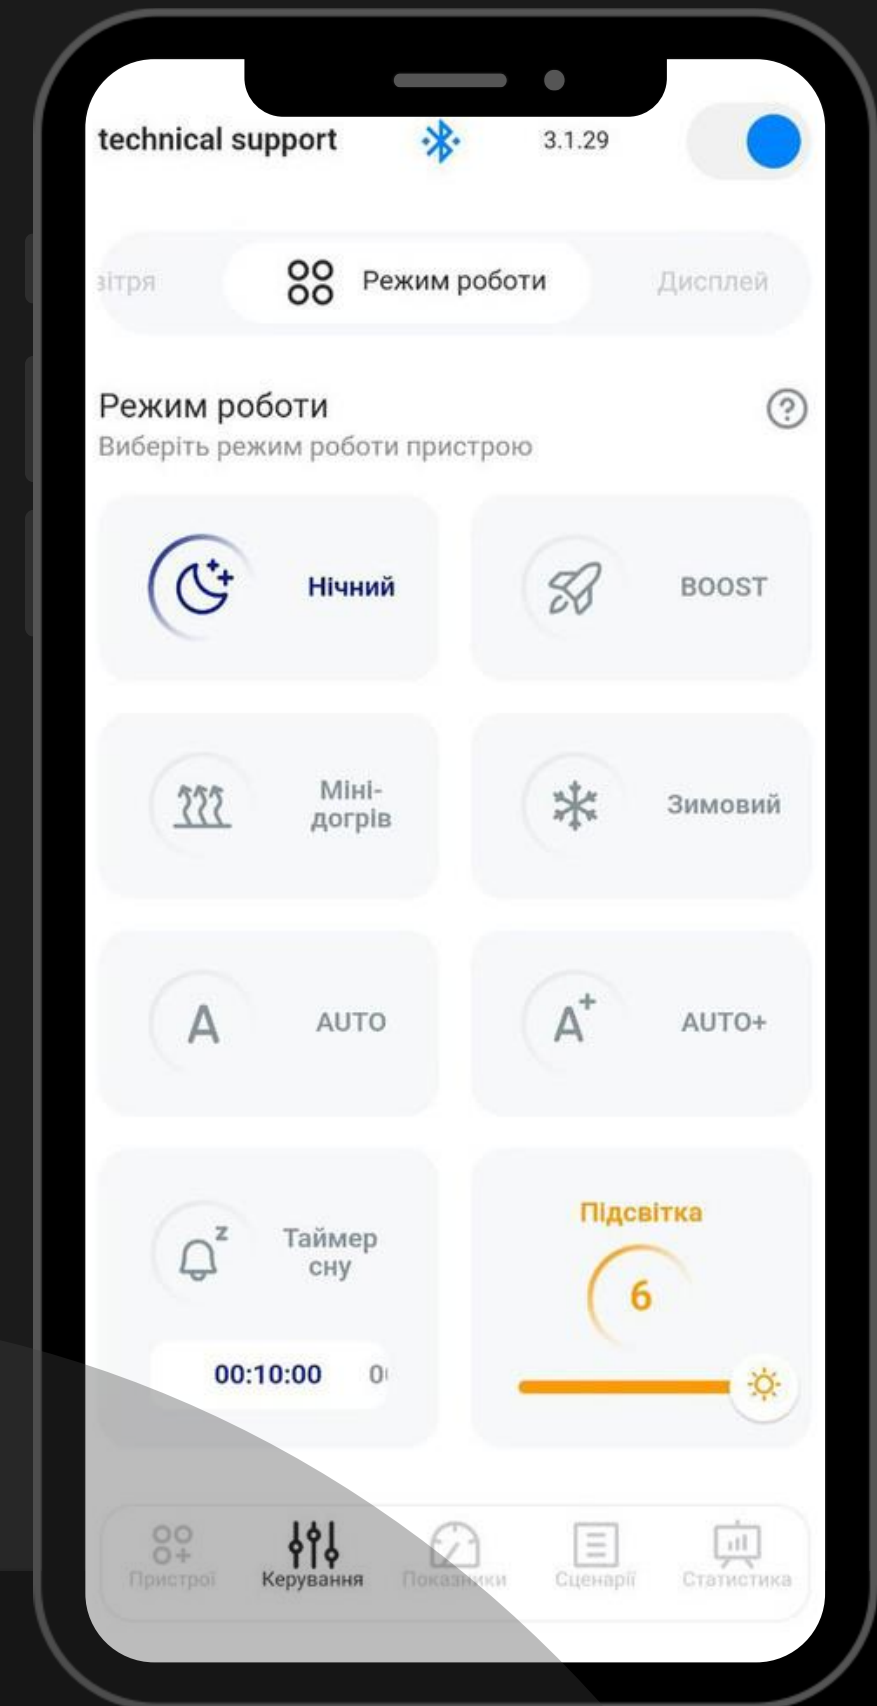 technical support
3.1.29
Режим роботи
Дисплей
Режим роботи
Виберіть режим роботи пристрою
Нічний
BOOST
Міні-
догрів
Зимовий
A
AUTO
A+
AUTO+
z
Таймер
сну
00:10:00
Підсвітка
6
Пристрої
Керування
Показники
Сценарії
Статистика